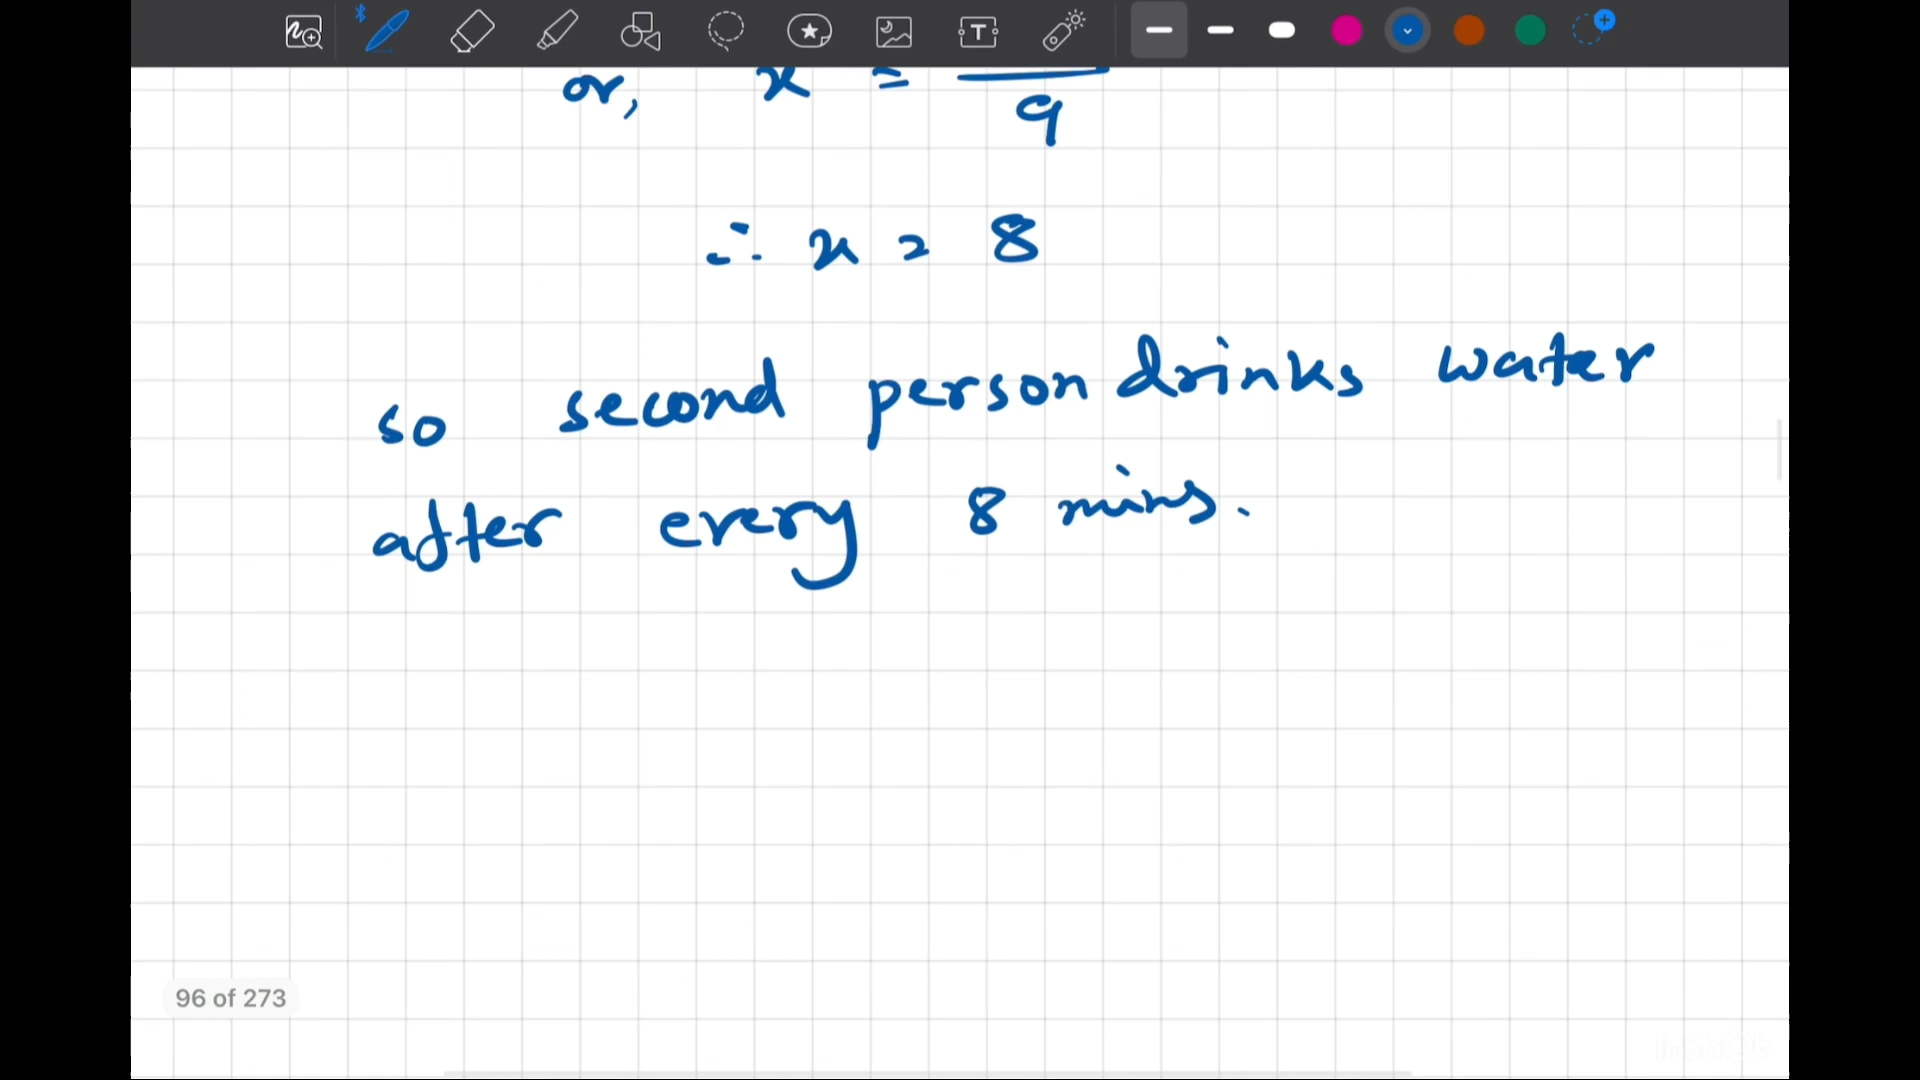 or, x = 9
∴ x = 8
so second person drinks water
after every 8 mins.
96 of 273